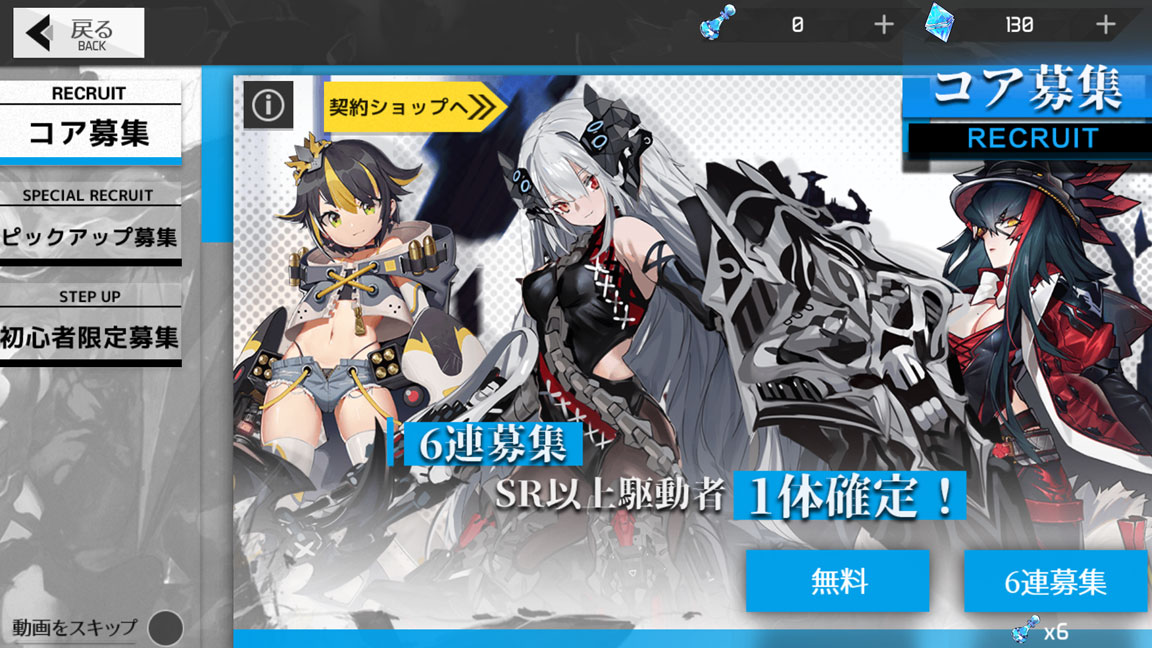 戻る
BACK
0
+
130
+
RECRUIT
コア募集
SPECIAL RECRUIT
ピックアップ募集
STEP UP
初心者限定募集
契約ショップへ
コア募集
RECRUIT
6連募集
SR以上駆動者 1体確定！
無料
6連募集
x6
動画をスキップ